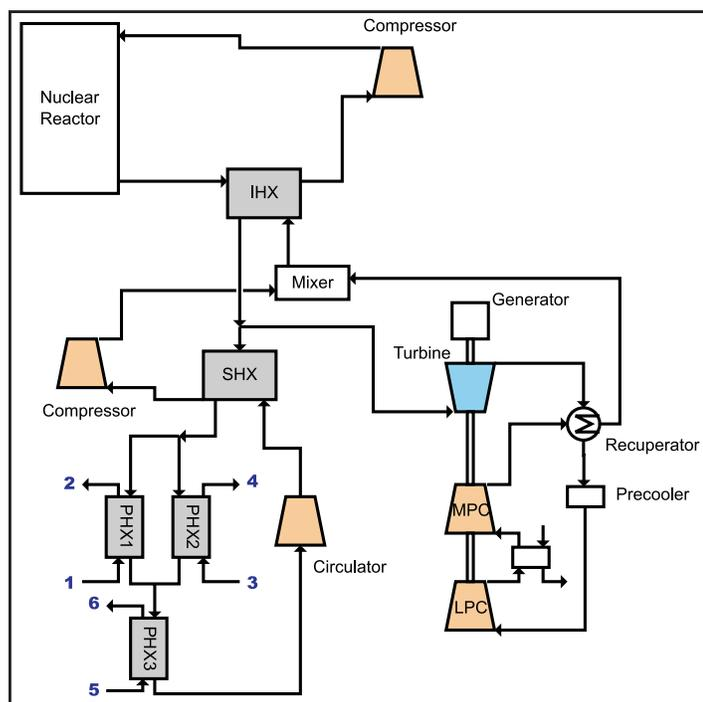 Compressor
Nuclear
Reactor
IHX
Mixer
Generator
Turbine
SHX
Compressor
Recuperator
2
4
Precooler
PHX1
PHX2
MPC
Circulator
1
3
6
LPC
PHX3
5